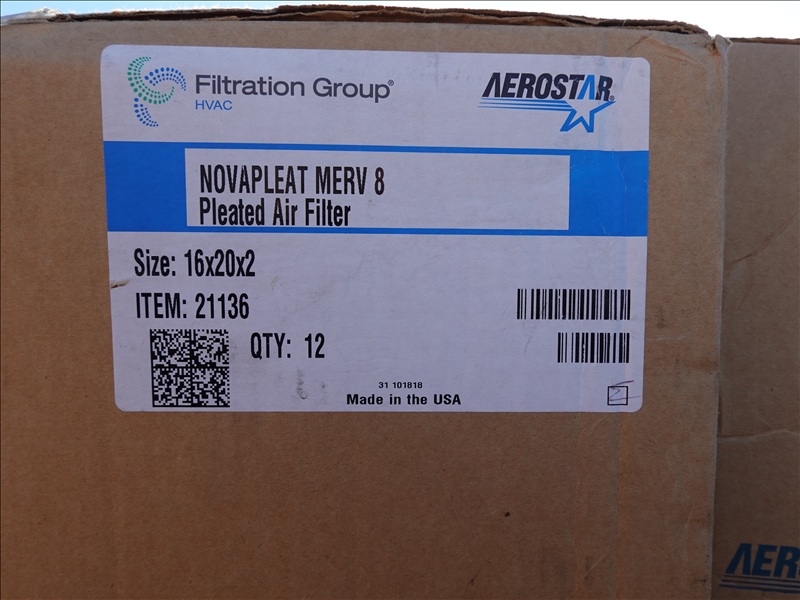 Filtration Group®
HVAC
AEROSTAR®
NOVAPLEAT MERV 8
Pleated Air Filter
Size: 16x20x2
ITEM: 21136
QTY: 12
31 101818
Made in the USA
AER